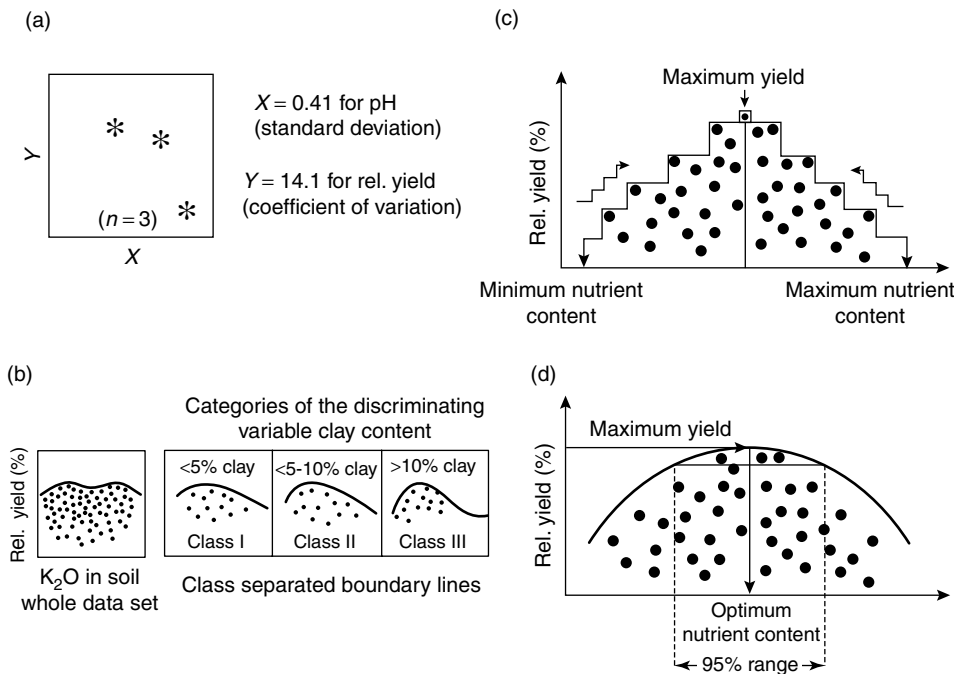 (a)
Y
X
(n = 3)
X = 0.41 for pH
(standard deviation)
Y = 14.1 for rel. yield
(coefficient of variation)
(b)
Categories of the discriminating
variable clay content
Rel. yield (%)
<5% clay
<5-10% clay
>10% clay
Class I
Class II
Class III
K₂O in soil
whole data set
Class separated boundary lines
(c)
Maximum yield
Rel. yield (%)
Minimum nutrient
content
Maximum nutrient
content
(d)
Maximum yield
Rel. yield (%)
Optimum
nutrient content
95% range